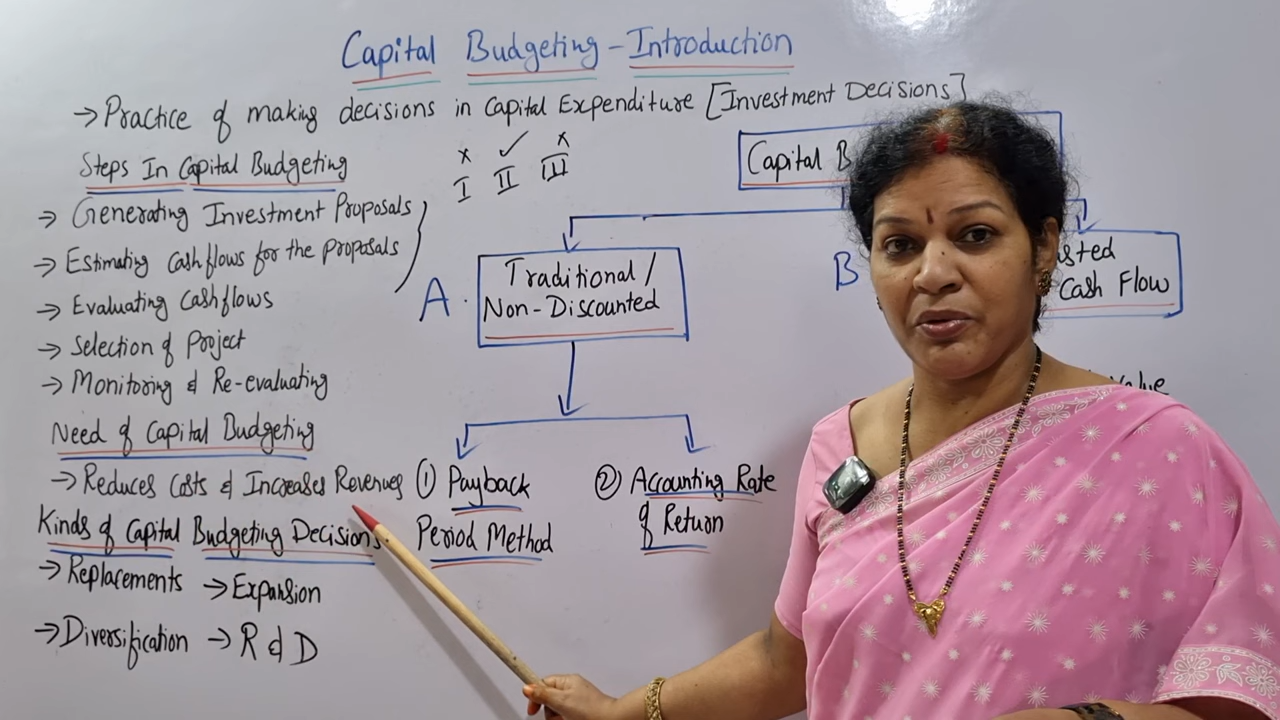 Capital Budgeting - Introduction
→ Practice of making decisions in Capital Expenditure [Investment Decisions]
Steps In Capital Budgeting
x ✓ x
I II III
→ Generating Investment Proposals
→ Estimating Cash flows for the proposals
→ Evaluating Cashflows
→ Selection of Project
→ Monitoring & Re-evaluating
Need of Capital Budgeting
→ Reduces Costs & Increases Revenues
Kinds of Capital Budgeting Decisions
→ Replacements → Expansion
→ Diversification → R & D
Capital
A.
Traditional /
Non-Discounted
① Payback
Period Method
② Accounting Rate
of Return
B
Cash Flow